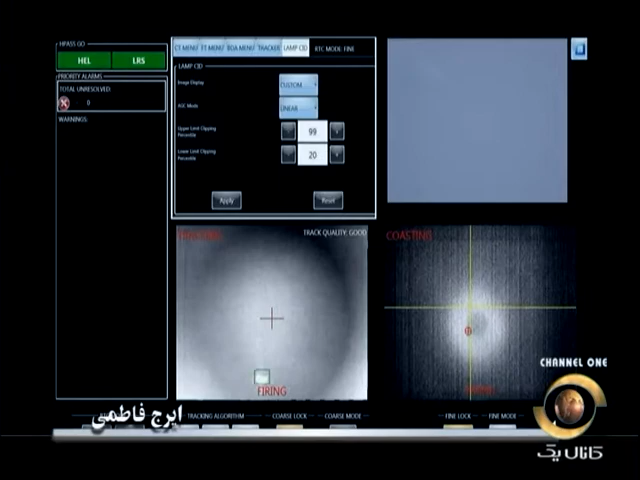 HPASS GO
HEL LRS
PRIORITY ALARMS
TOTAL UNRESOLVED:
0
WARNINGS:
CT MENU FT MENU BDA MENU TRACKER LAMP CID RTC MODE: FINE
LAMP CID
Image Display
CUSTOM
AGC Mode
LINEAR
Upper Limit Clipping
Percentile
99
Lower Limit Clipping
Percentile
20
Apply Reset
TRACK QUALITY: GOOD
FIRING
COASTING
TRACKING ALGORITHM COARSE LOCK COARSE MODE FINE LOCK FINE MODE
ایرج فاطمی
CHANNEL ONE
کانال یک